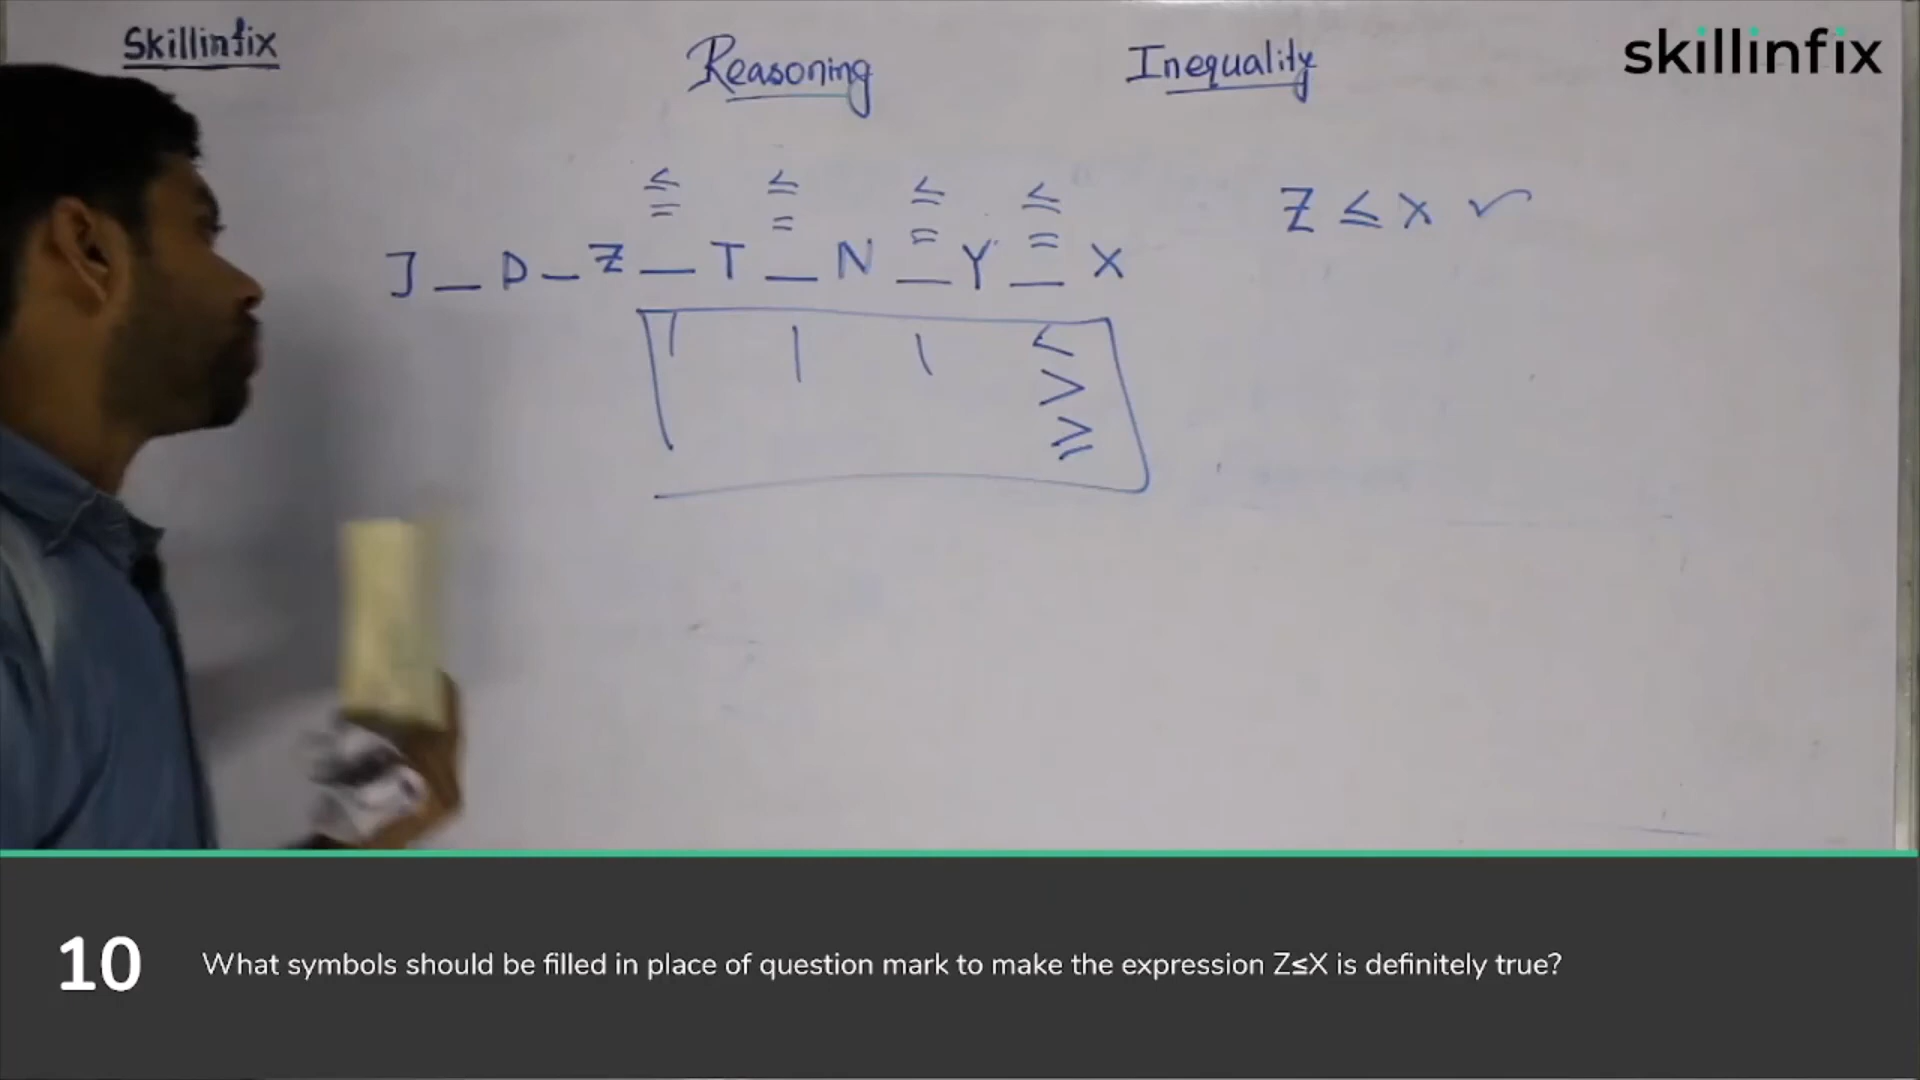 Skillinfix Reasoning Inequality skillinfix
≤ ≤ ≤ ≤
= = = =
J _ D _ Z _ T _ N _ Y _ X Z ≤ X ✓
<
>
≥
10 What symbols should be filled in place of question mark to make the expression Z≤X is definitely true?